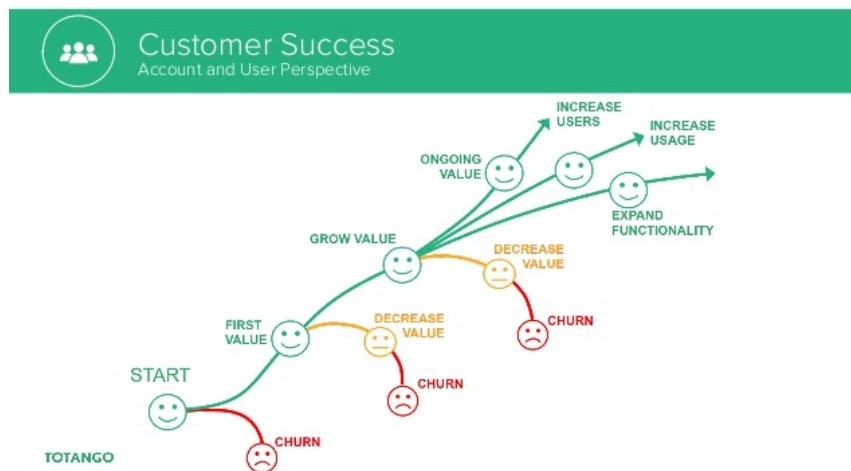 Customer Success
Account and User Perspective
INCREASE
USERS
INCREASE
USAGE
ONGOING
VALUE
EXPAND
FUNCTIONALITY
GROW VALUE
DECREASE
VALUE
CHURN
FIRST
VALUE
DECREASE
VALUE
CHURN
START
CHURN
TOTANGO